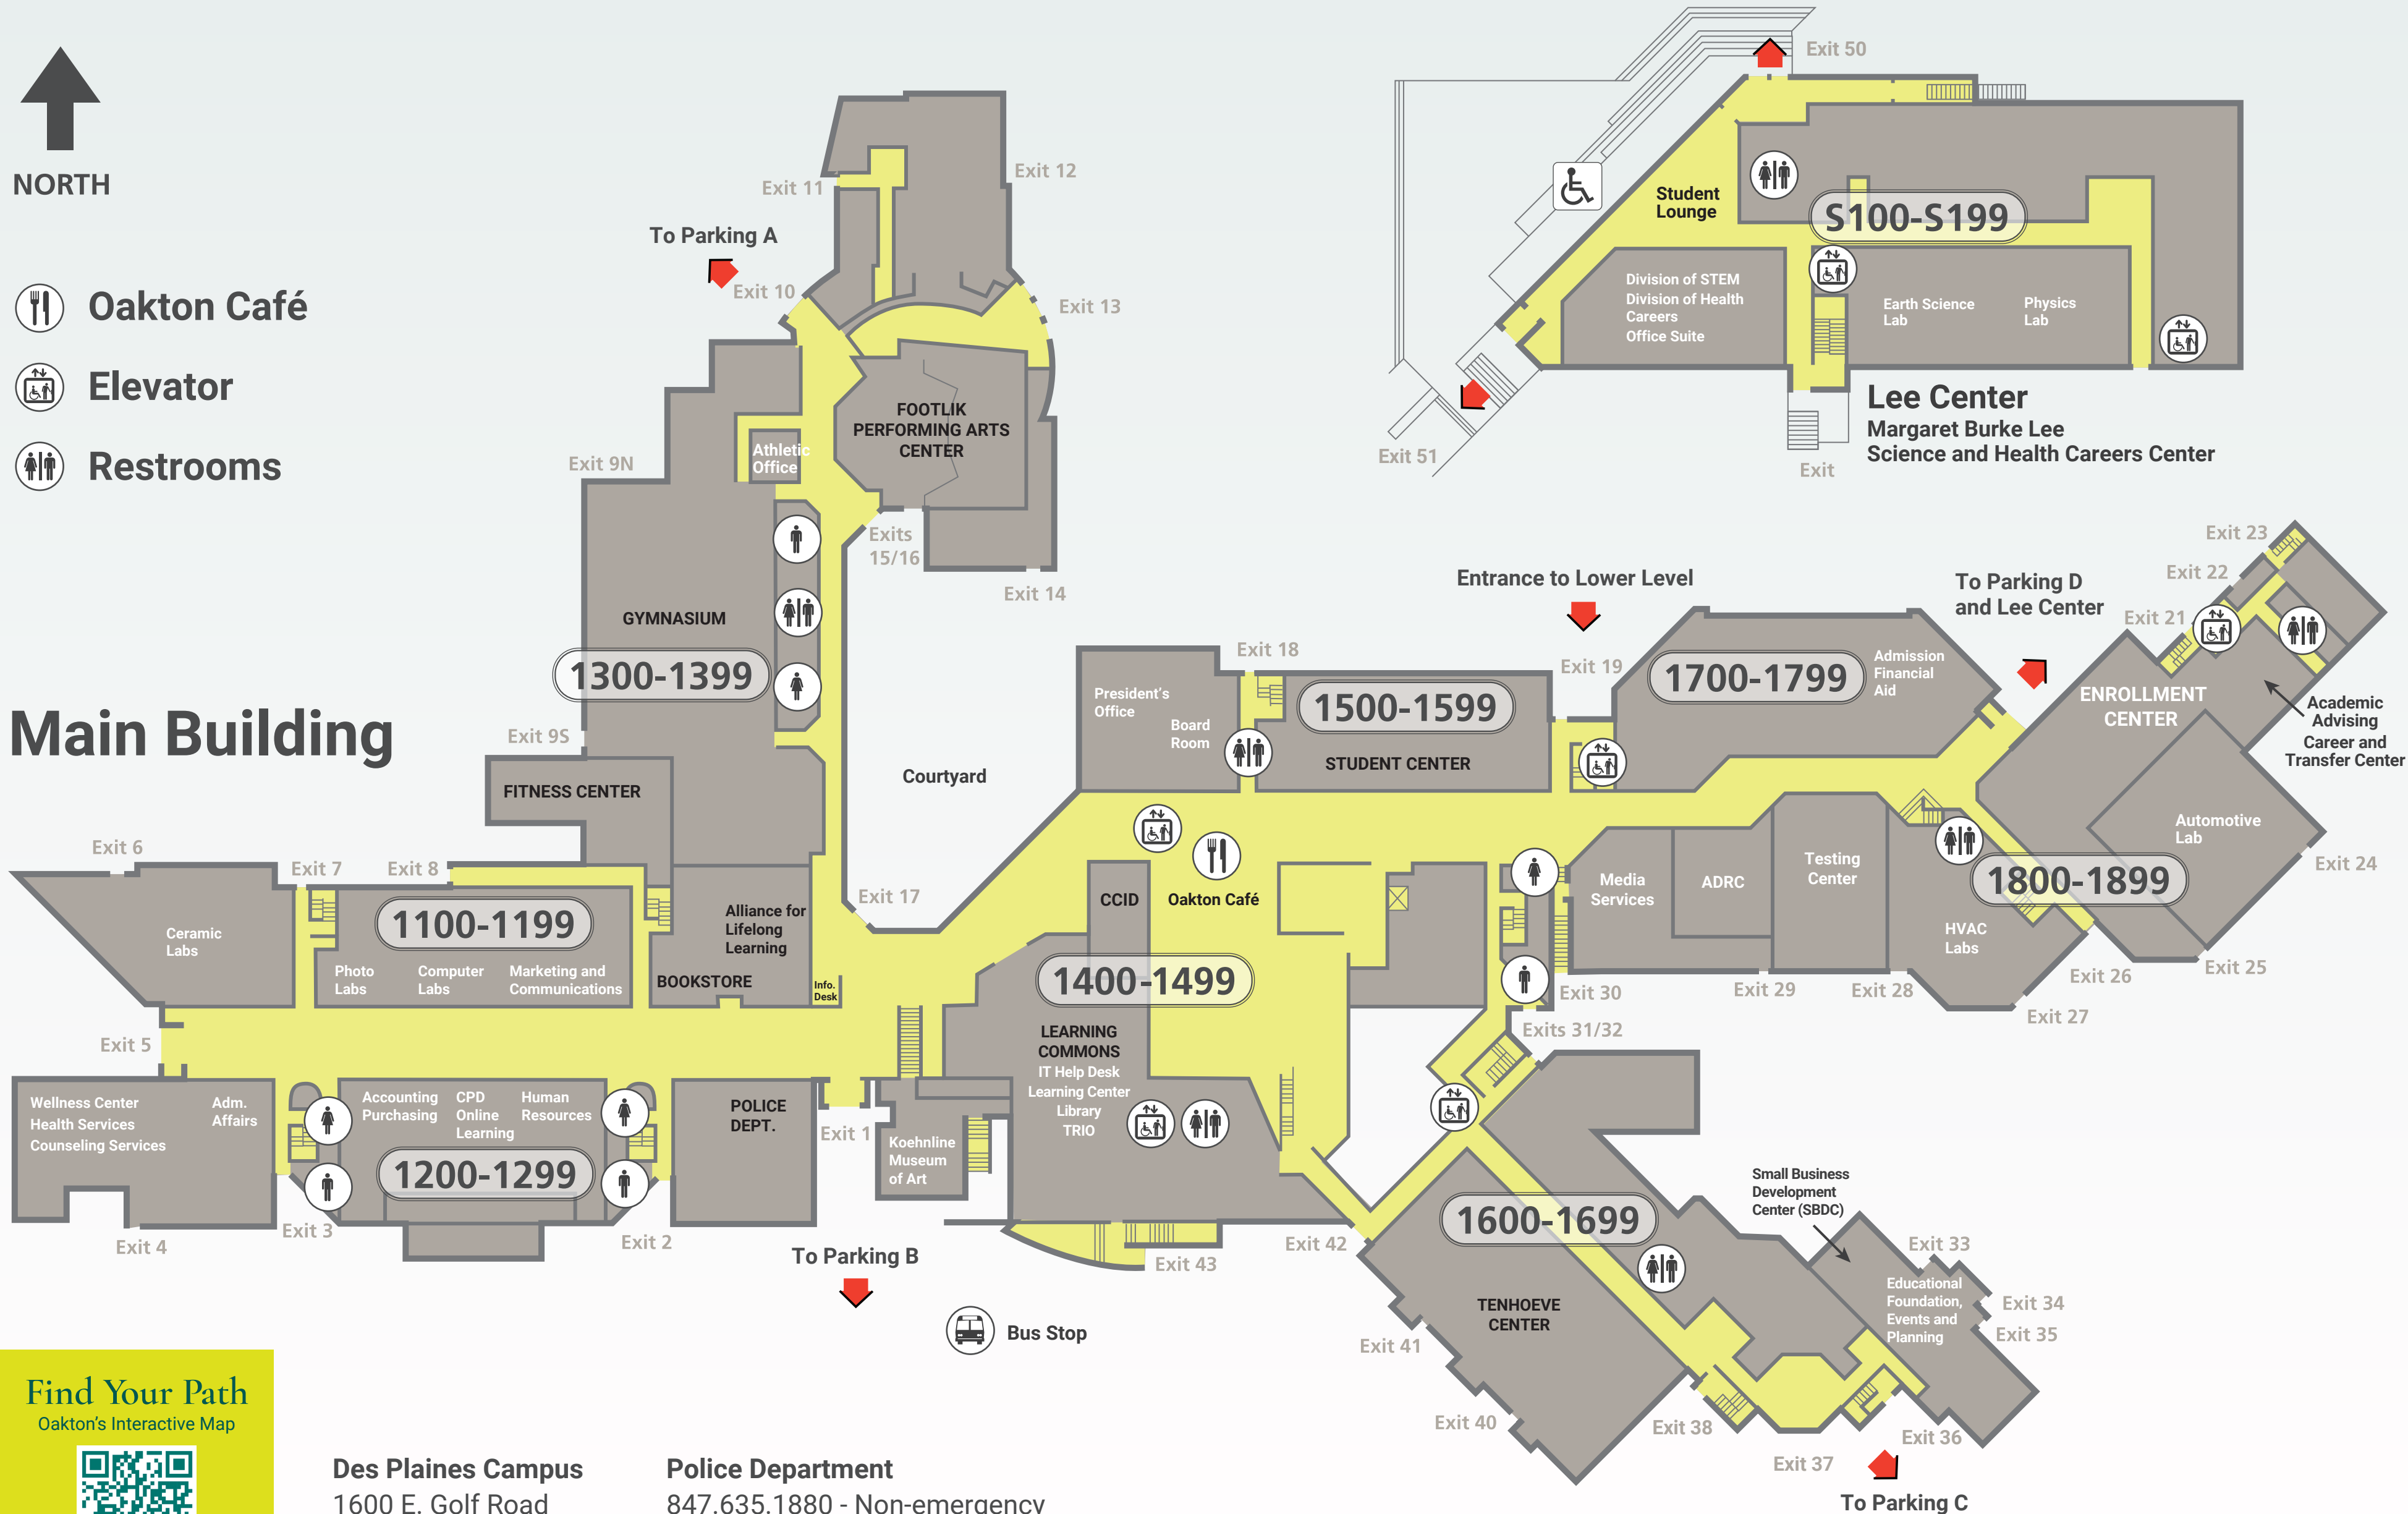 NORTH
Oakton Café
Elevator
Restrooms
Main Building
Exit 11
Exit 12
To Parking A
Exit 10
Exit 13
FOOTLIK
PERFORMING ARTS
CENTER
Athletic
Office
Exit 9N
Exits
15/16
Exit 14
GYMNASIUM
1300-1399
Exit 9S
FITNESS CENTER
Courtyard
Exit 50
Student
Lounge
S100-S199
Division of STEM
Division of Health
Careers
Office Suite
Earth Science
Lab
Physics
Lab
Exit 51
Exit
Lee Center
Margaret Burke Lee
Science and Health Careers Center
Entrance to Lower Level
Exit 18
Exit 19
President's
Office
Board
Room
1500-1599
STUDENT CENTER
1700-1799
Admission
Financial
Aid
To Parking D
and Lee Center
Exit 23
Exit 22
Exit 21
ENROLLMENT
CENTER
Academic
Advising
Career and
Transfer Center
Automotive
Lab
Exit 24
1800-1899
HVAC
Labs
Exit 25
Exit 26
Exit 27
Exit 28
Exit 29
Exit 30
Exits 31/32
Media
Services
ADRC
Testing
Center
Exit 6
Exit 7
Exit 8
Ceramic
Labs
1100-1199
Photo
Labs
Computer
Labs
Marketing and
Communications
Alliance for
Lifelong
Learning
BOOKSTORE
Info.
Desk
Exit 17
CCID
Oakton Café
1400-1499
LEARNING
COMMONS
IT Help Desk
Learning Center
Library
TRIO
Exit 5
Wellness Center
Health Services
Counseling Services
Adm.
Affairs
Accounting
Purchasing
CPD
Online
Learning
Human
Resources
1200-1299
POLICE
DEPT.
Exit 1
Koehnline
Museum
of Art
Exit 4
Exit 3
Exit 2
To Parking B
Exit 43
Exit 42
Bus Stop
1600-1699
TENHOEVE
CENTER
Small Business
Development
Center (SBDC)
Educational
Foundation,
Events and
Planning
Exit 33
Exit 34
Exit 35
Exit 41
Exit 40
Exit 38
Exit 37
Exit 36
To Parking C
Find Your Path
Oakton's Interactive Map
Des Plaines Campus
1600 E. Golf Road
Police Department
847.635.1880 - Non-emergency